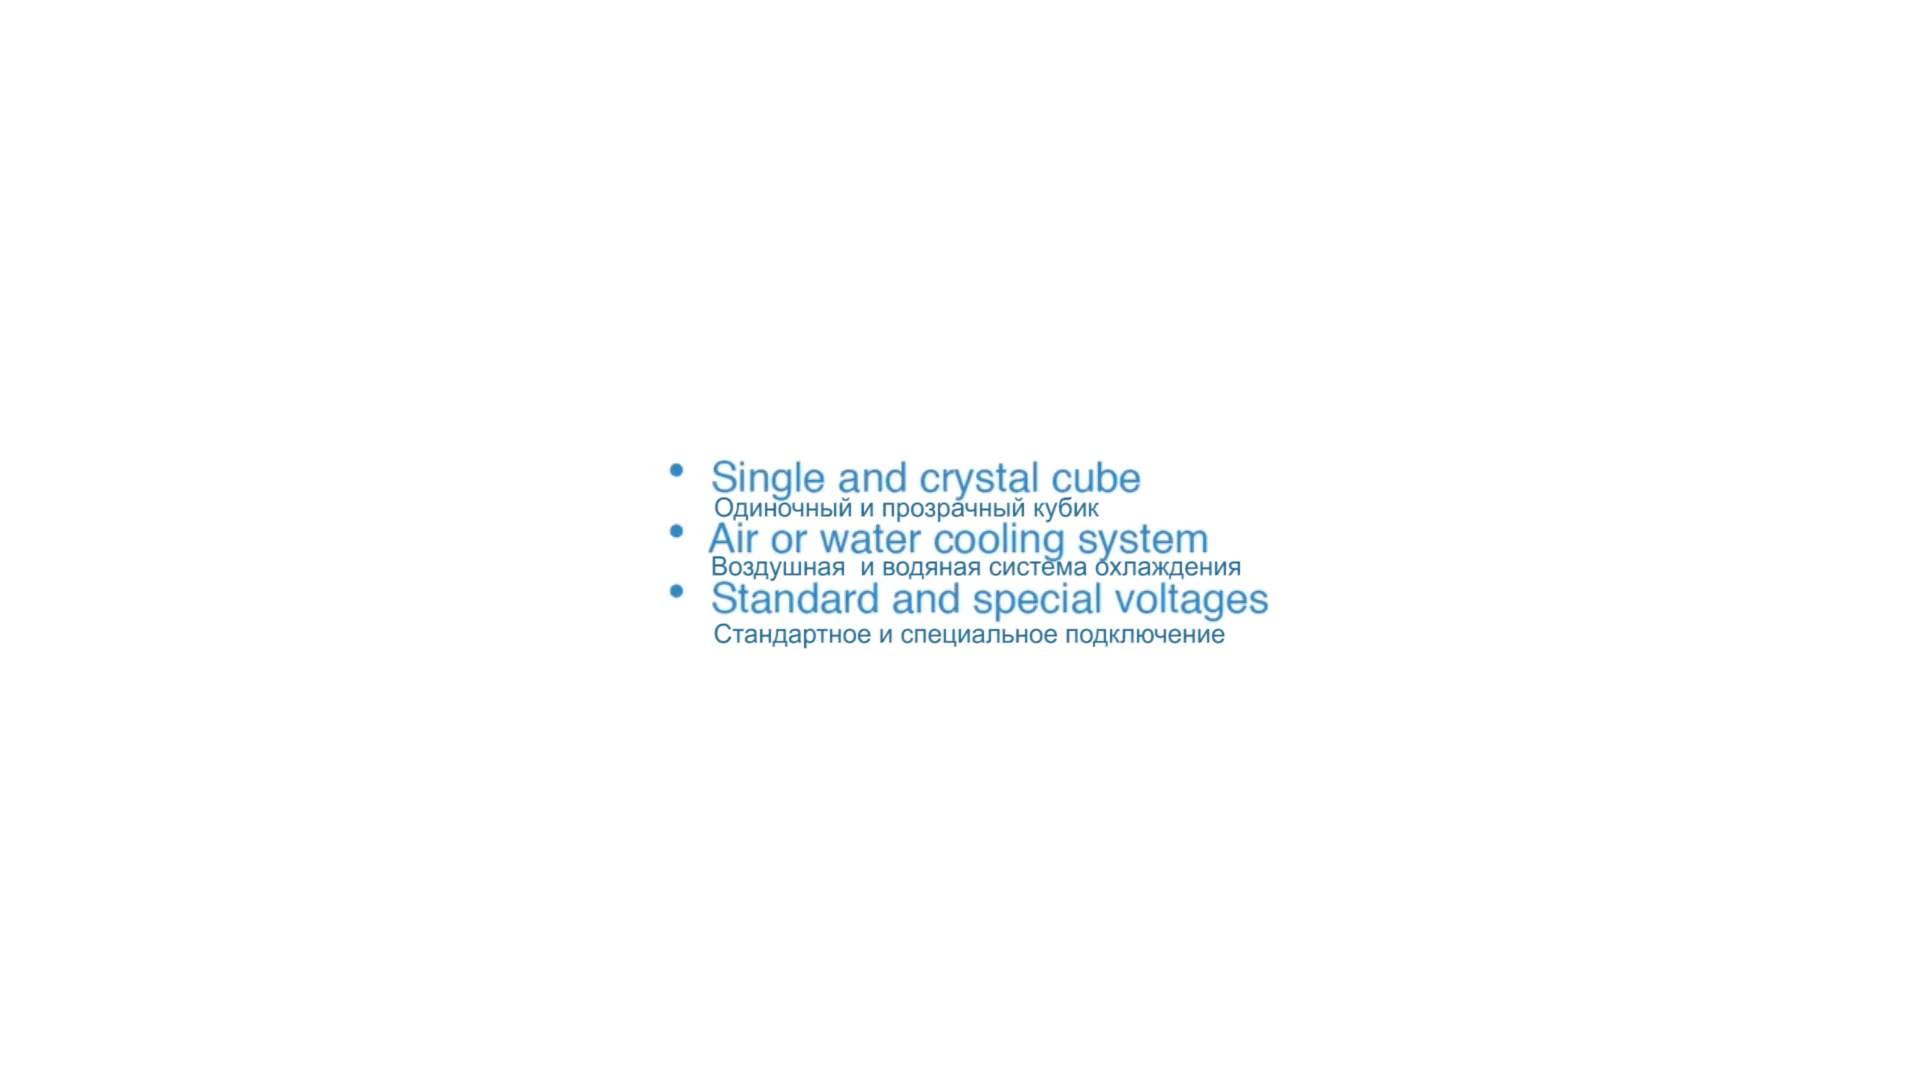 • Single and crystal cube
Одиночный и прозрачный кубик
• Air or water cooling system
Воздушная и водяная система охлаждения
• Standard and special voltages
Стандартное и специальное подключение